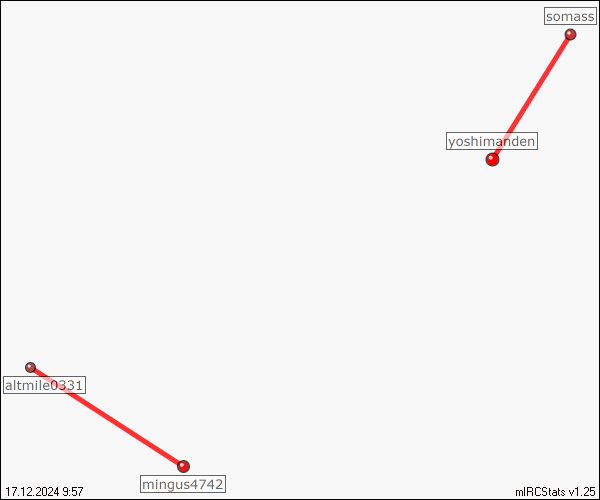 somass
yoshimanden
altmile0331
mingus4742
17.12.2024 9:57
mIRCStats v1.25